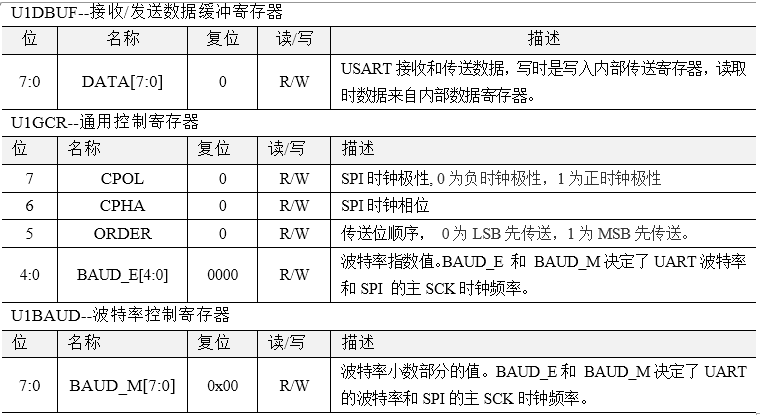 U1DBUF--接收/发送数据缓冲寄存器
位 名称 复位 读/写 描述
7:0 DATA[7:0] 0 R/W USART 接收和传送数据，写时是写入内部传送寄存器，读取
时数据来自内部数据寄存器。
U1GCR--通用控制寄存器
位 名称 复位 读/写 描述
7 CPOL 0 R/W SPI 时钟极性, 0 为负时钟极性，1 为正时钟极性
6 CPHA 0 R/W SPI 时钟相位
5 ORDER 0 R/W 传送位顺序， 0 为 LSB 先传送，1 为 MSB 先传送。
4:0 BAUD_E[4:0] 0000 R/W 波特率指数值。BAUD_E 和 BAUD_M 决定了 UART 波特率
和 SPI 的主 SCK 时钟频率。
U1BAUD--波特率控制寄存器
位 名称 复位 读/写 描述
7:0 BAUD_M[7:0] 0x00 R/W 波特率小数部分的值。BAUD_E 和 BAUD_M 决定了 UART
的波特率和 SPI 的主 SCK 时钟频率。